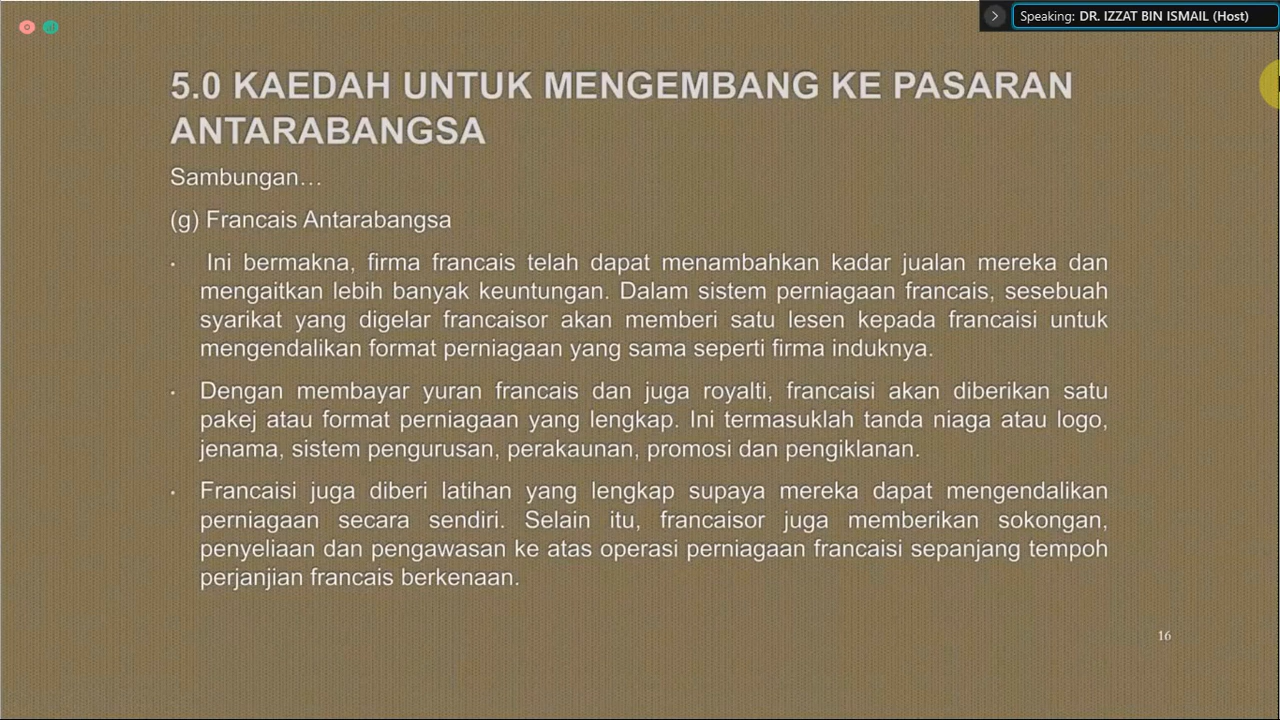 Speaking: DR. IZZAT BIN ISMAIL (Host)
5.0 KAEDAH UNTUK MENGEMBANG KE PASARAN
ANTARABANGSA
Sambungan…
(g) Francais Antarabangsa
• Ini bermakna, firma francais telah dapat menambahkan kadar jualan mereka dan
mengaitkan lebih banyak keuntungan. Dalam sistem perniagaan francais, sesebuah
syarikat yang digelar francaisor akan memberi satu lesen kepada francaisi untuk
mengendalikan format perniagaan yang sama seperti firma induknya.
• Dengan membayar yuran francais dan juga royalti, francaisi akan diberikan satu
pakej atau format perniagaan yang lengkap. Ini termasuklah tanda niaga atau logo,
jenama, sistem pengurusan, perakaunan, promosi dan pengiklanan.
• Francaisi juga diberi latihan yang lengkap supaya mereka dapat mengendalikan
perniagaan secara sendiri. Selain itu, francaisor juga memberikan sokongan,
penyeliaan dan pengawasan ke atas operasi perniagaan francaisi sepanjang tempoh
perjanjian francais berkenaan.
16